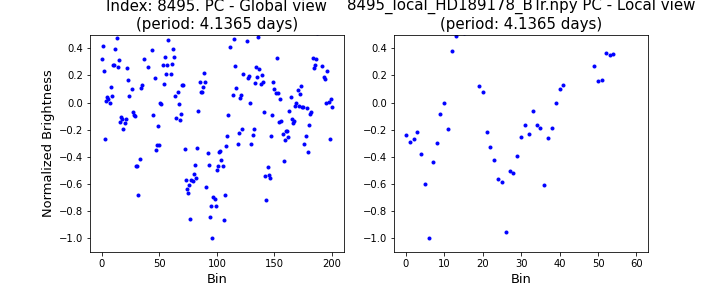 Index: 8495. PC - Global view
(period: 4.1365 days)
8495_local_HD189178_BTr.npy PC - Local view
(period: 4.1365 days)
Normalized Brightness
0.4
0.2
0.0
−0.2
−0.4
−0.6
−0.8
−1.0
0 50 100 150 200
Bin
0.4
0.2
0.0
−0.2
−0.4
−0.6
−0.8
−1.0
0 10 20 30 40 50 60
Bin